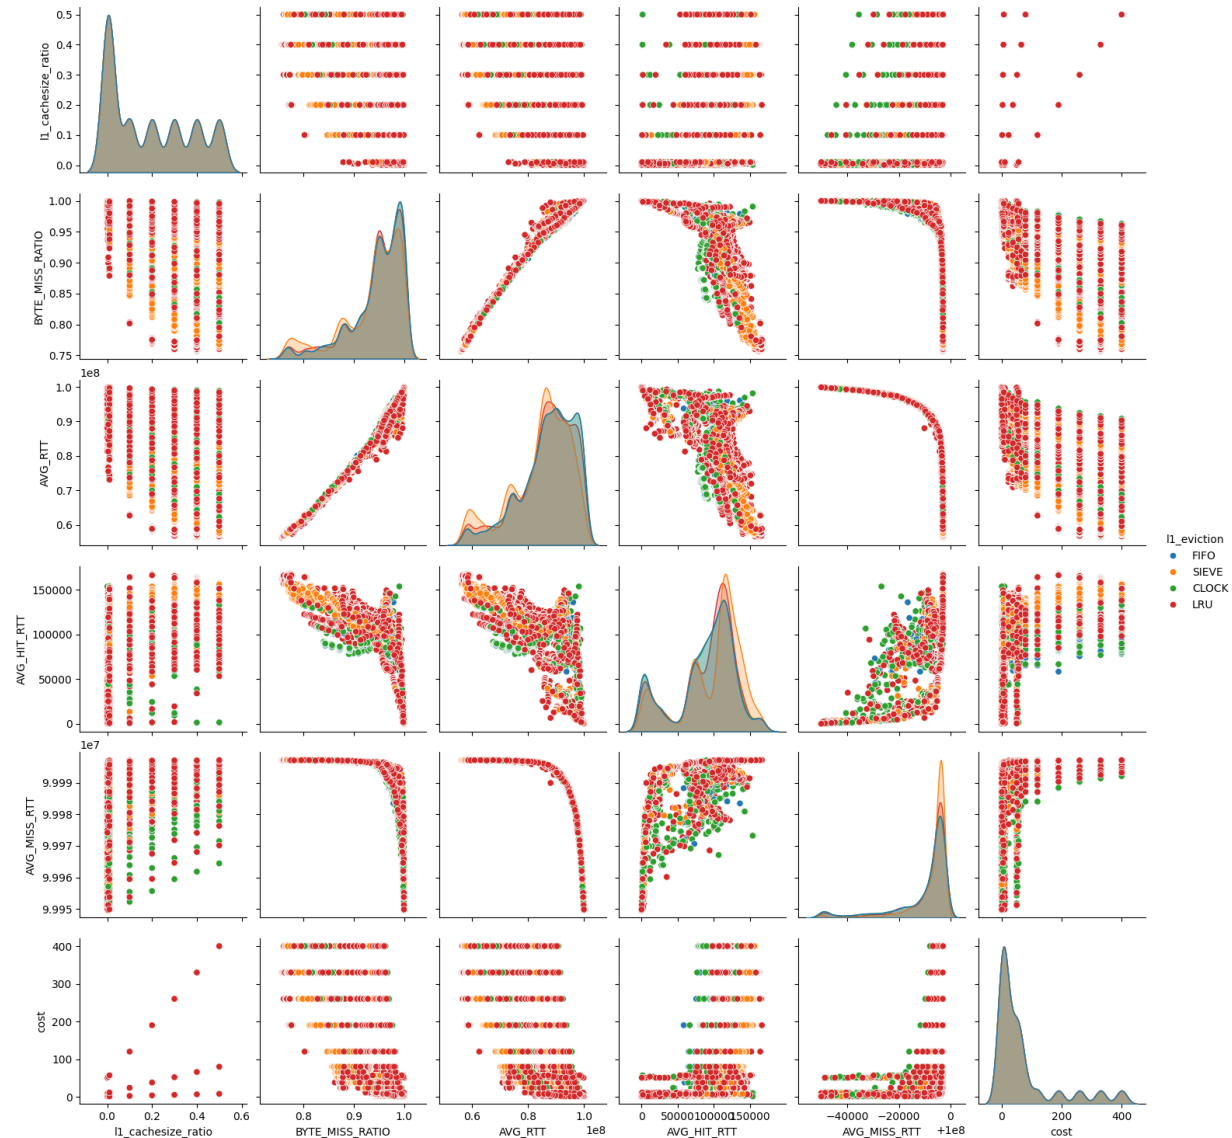 0.5
0.4
0.3
0.2
0.1
0.0
l1_cachesize_ratio
1.00
0.95
0.90
0.85
0.80
0.75
BYTE_MISS_RATIO
1e8
1.0
0.9
0.8
0.7
0.6
AVG_RTT
150000
100000
50000
0
AVG_HIT_RTT
1e7
9.999
9.998
9.997
9.996
9.995
AVG_MISS_RTT
400
300
200
100
0
cost
0.0 0.2 0.4 0.6
l1_cachesize_ratio
0.8 0.9 1.0
BYTE_MISS_RATIO
0.6 0.8 1.0
1e8
AVG_RTT
0 50000 100000 150000
AVG_HIT_RTT
−40000 −20000 0
+1e8
AVG_MISS_RTT
0 200 400
cost
l1_eviction
FIFO
SIEVE
CLOCK
LRU